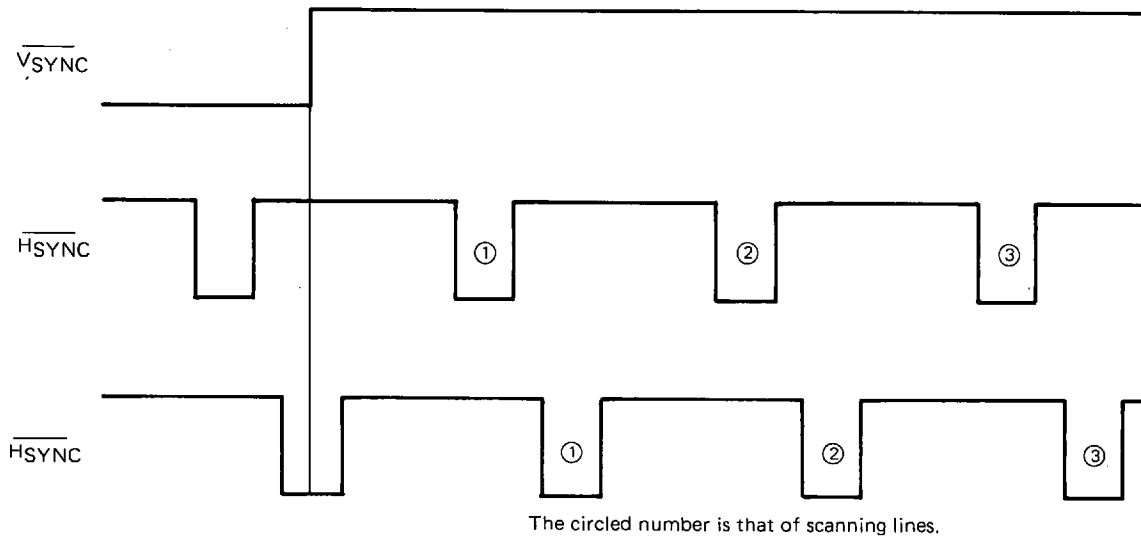 VSYNC
HSYNC
① ② ③
HSYNC
① ② ③
The circled number is that of scanning lines.